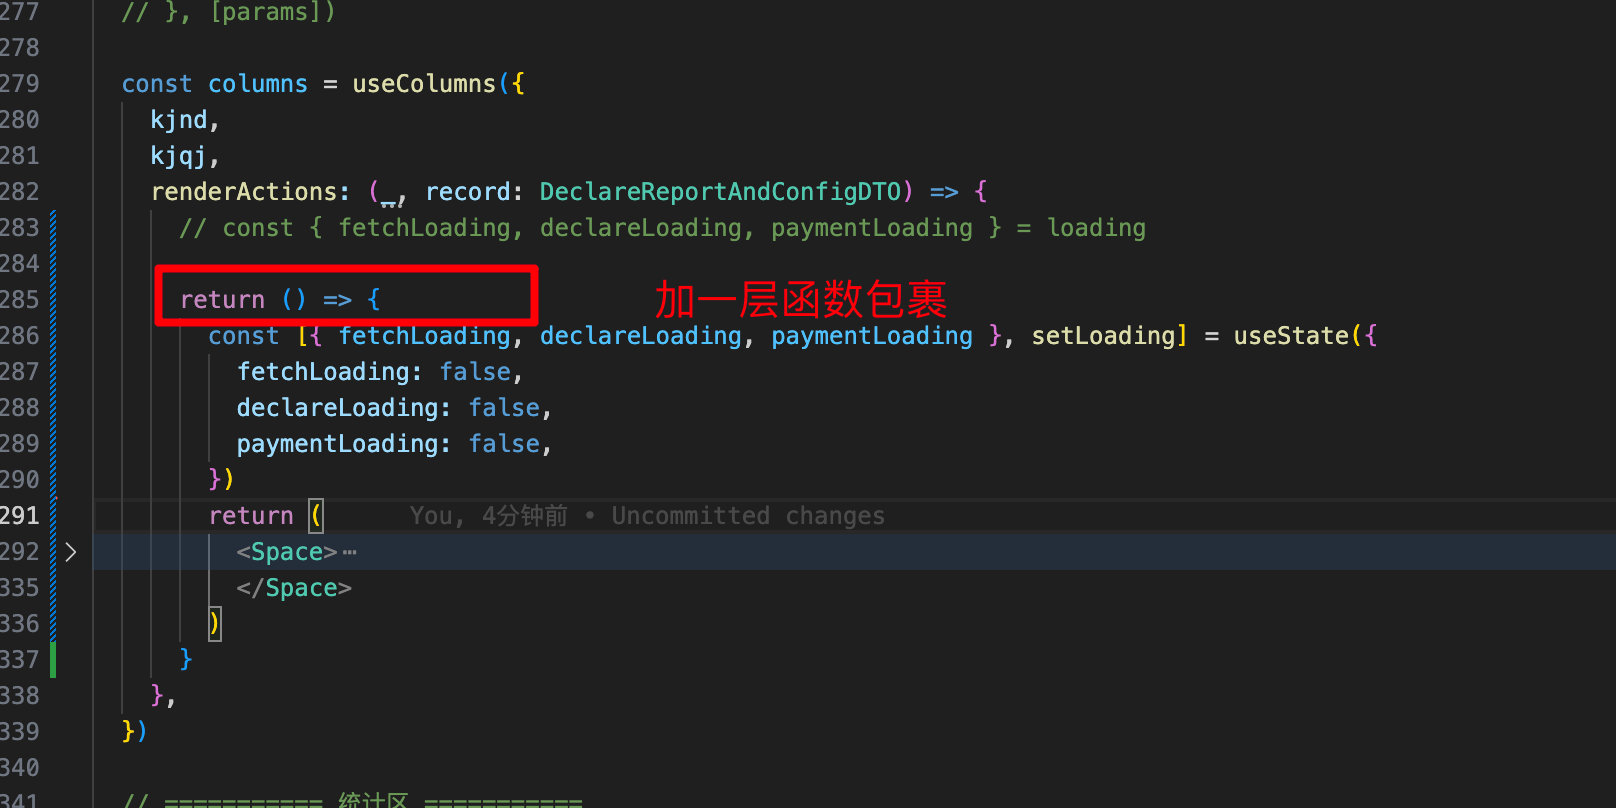 277 // }, [params])
278
279 const columns = useColumns({
280 kjnd,
281 kjqj,
282 renderActions: (_, record: DeclareReportAndConfigDTO) => {
283 // const { fetchLoading, declareLoading, paymentLoading } = loading
284
285 return () => { 加一层函数包裹
286 const [{ fetchLoading, declareLoading, paymentLoading }, setLoading] = useState({
287 fetchLoading: false,
288 declareLoading: false,
289 paymentLoading: false,
290 })
291 return ( You, 4分钟前 • Uncommitted changes
292 <Space>⋯
335 </Space>
336 )
337 }
338 },
339 })
340
341 // =========== 统计区 ===========